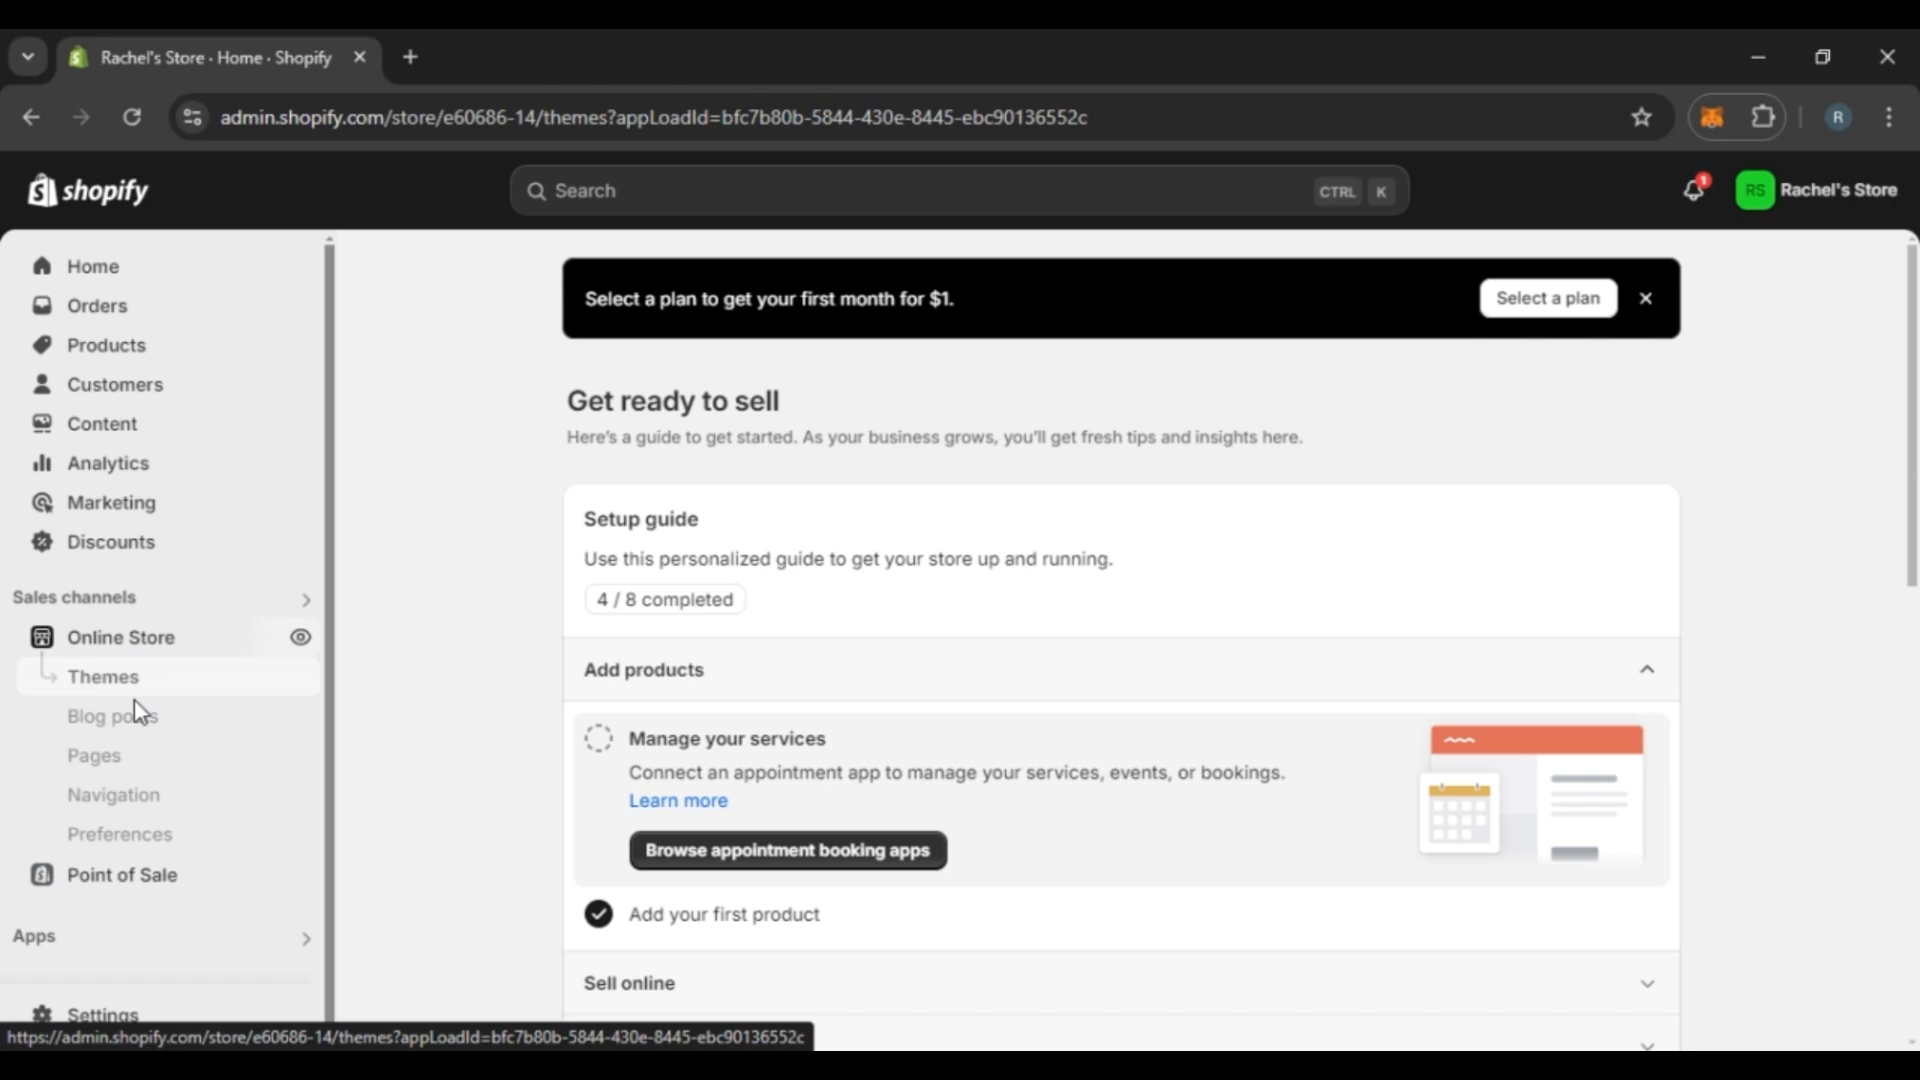 Rachel's Store · Home · Shopify
admin.shopify.com/store/e60686-14/themes?appLoadId=bfc7b80b-5844-430e-8445-ebc90136552c
R
shopify
Search
CTRL K
1
RS
Rachel's Store
Home
Orders
Products
Customers
Content
Analytics
Marketing
Discounts
Sales channels
Online Store
Themes
Blog posts
Pages
Navigation
Preferences
Point of Sale
Apps
Settings
Select a plan to get your first month for $1.
Select a plan
Get ready to sell
Here's a guide to get started. As your business grows, you'll get fresh tips and insights here.
Setup guide
Use this personalized guide to get your store up and running.
4 / 8 completed
Add products
Manage your services
Connect an appointment app to manage your services, events, or bookings.
Learn more
Browse appointment booking apps
Add your first product
Sell online
https://admin.shopify.com/store/e60686-14/themes?appLoadId=bfc7b80b-5844-430e-8445-ebc90136552c